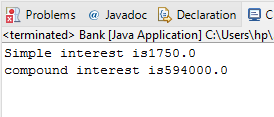 Problems @ Javadoc Declaration C
<terminated> Bank [Java Application] C:\Users\hp\
Simple interest is1750.0
compound interest is594000.0